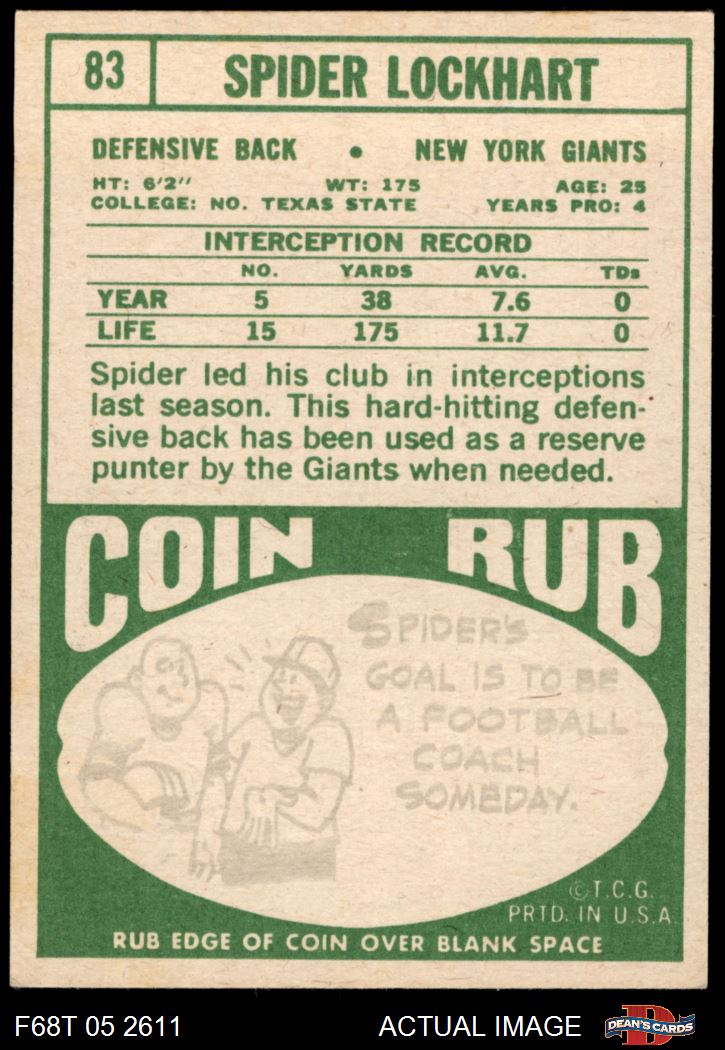 83 SPIDER LOCKHART
DEFENSIVE BACK • NEW YORK GIANTS
HT: 6'2" WT: 175 AGE: 25
COLLEGE: NO. TEXAS STATE YEARS PRO: 4
INTERCEPTION RECORD
NO. YARDS AVG. TDs
YEAR 5 38 7.6 0
LIFE 15 175 11.7 0
Spider led his club in interceptions
last season. This hard-hitting defen-
sive back has been used as a reserve
punter by the Giants when needed.
COIN RUB
SPIDER'S
GOAL IS TO BE
A FOOTBALL
COACH
SOMEDAY.
© T.C.G.
PRTD. IN U.S.A.
RUB EDGE OF COIN OVER BLANK SPACE
F68T 05 2611 ACTUAL IMAGE D DEAN'S CARDS